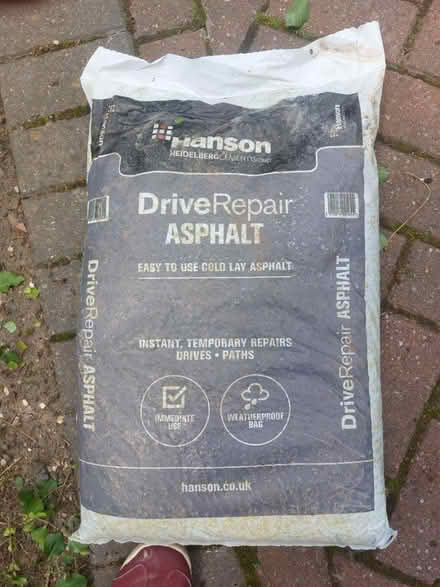 Hanson
HEIDELBERGCEMENTGroup
DriveRepair
ASPHALT
EASY TO USE COLD LAY ASPHALT
INSTANT, TEMPORARY REPAIRS
DRIVES • PATHS
IMMEDIATE
USE
WEATHERPROOF
BAG
hanson.co.uk
DriveRepair ASPHALT
DriveRepair ASPHALT
Hanson